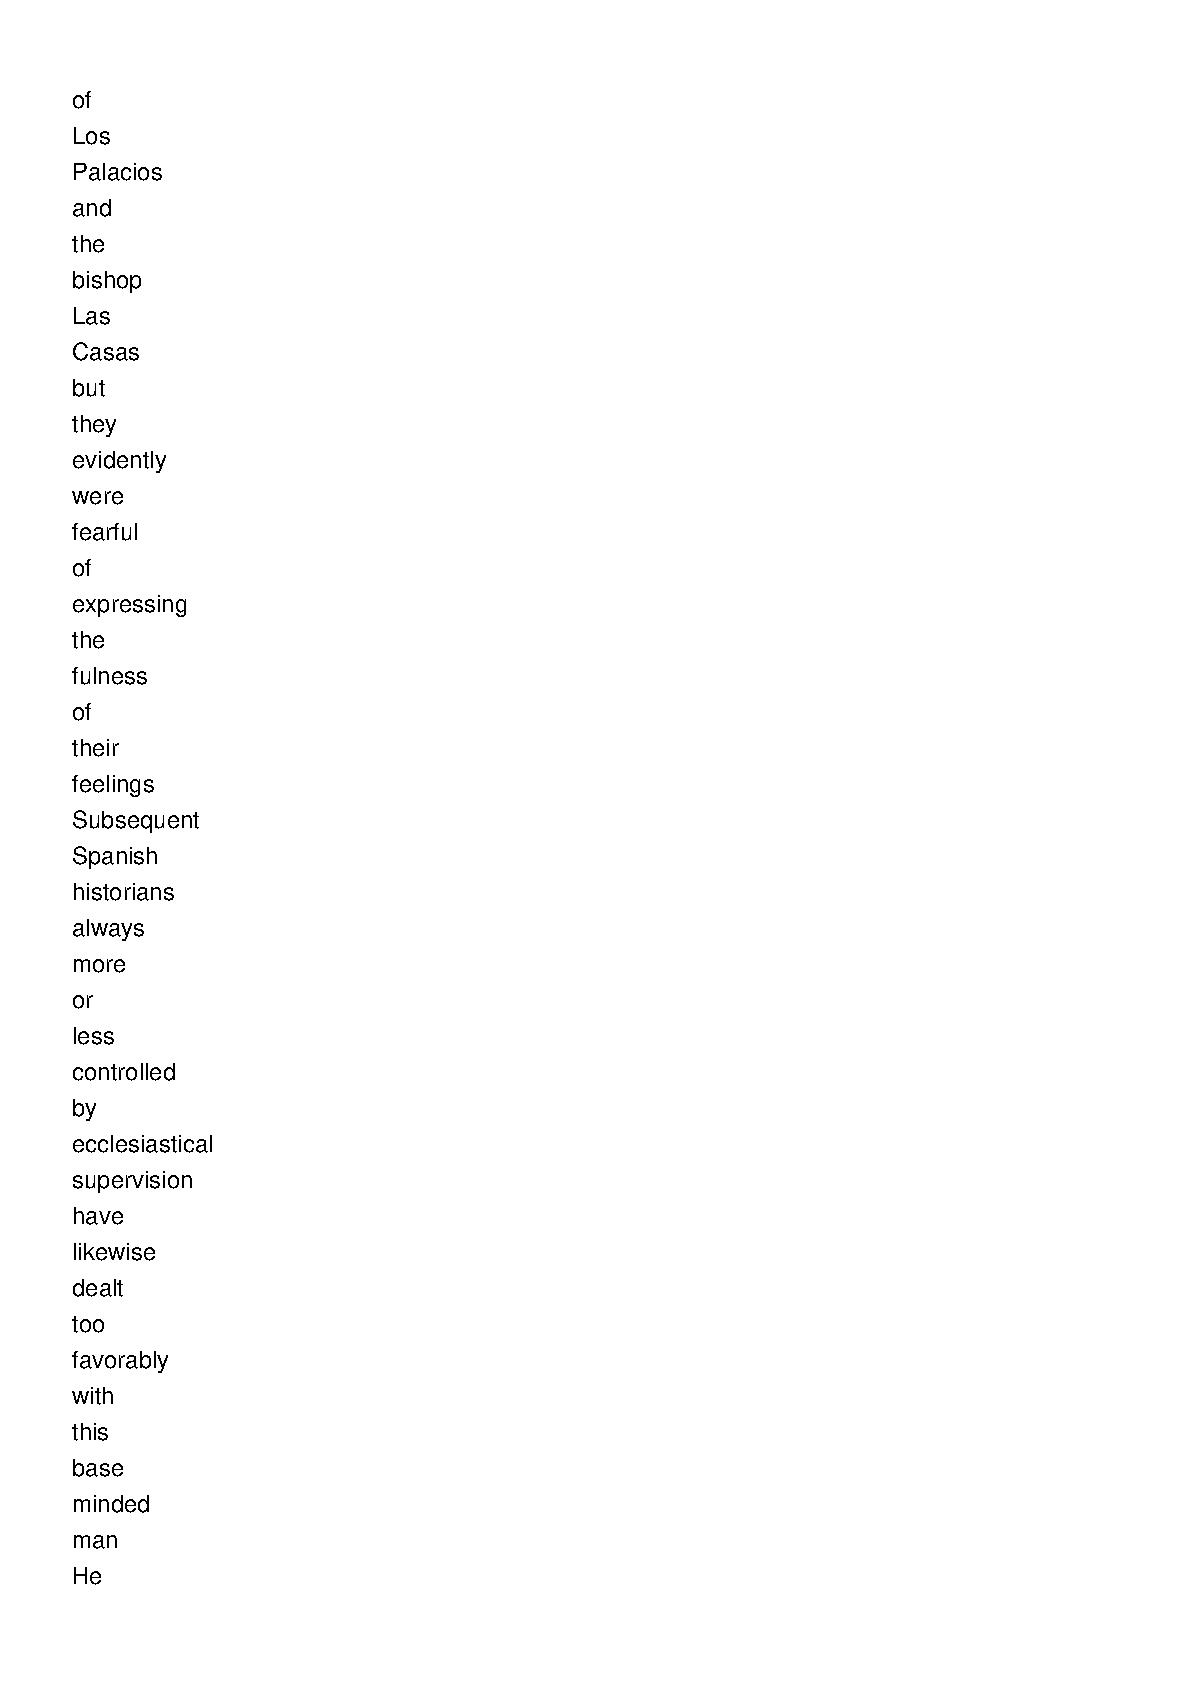 of
Los
Palacios
and
the
bishop
Las
Casas
but
they
evidently
were
fearful
of
expressing
the
fulness
of
their
feelings
Subsequent
Spanish
historians
always
more
or
less
controlled
by
ecclesiastical
supervision
have
likewise
dealt
too
favorably
with
this
base
minded
man
He